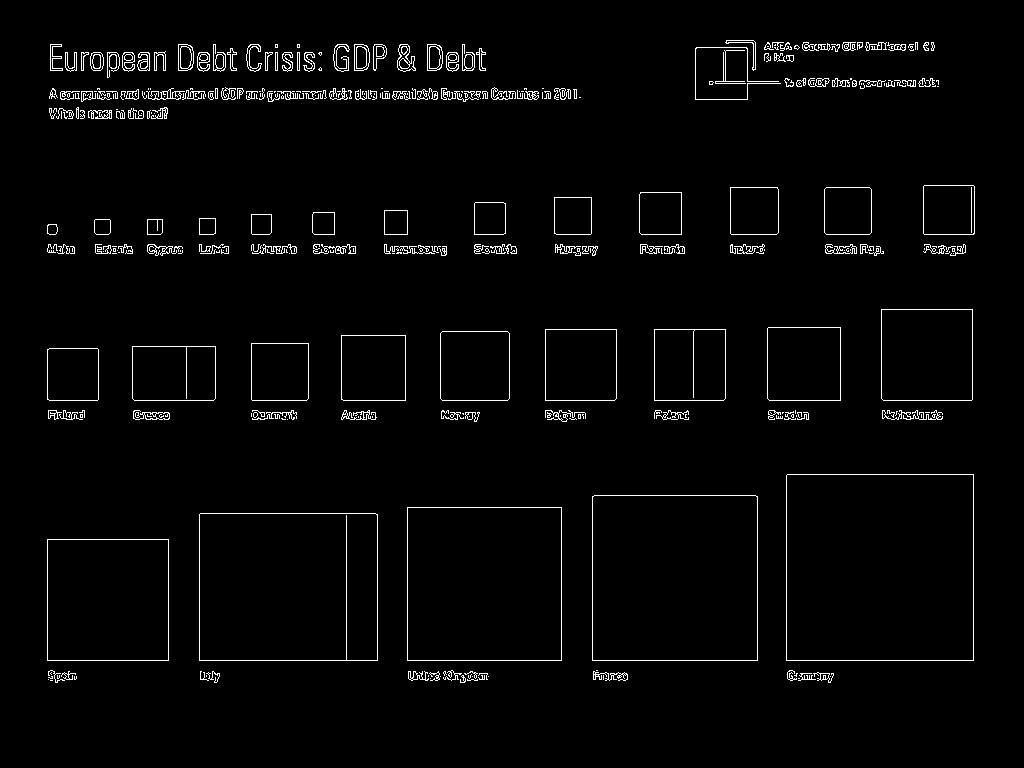 European Debt Crisis: GDP & Debt
A comparison and visualisation of GDP and government debt data in available European Countries in 2011.
Who is most in the red?
AREA = Country GDP (millions of €)
% of GDP that's government debt
Malta Estonia Cyprus Latvia Lithuania Slovenia Luxembourg Slovakia Hungary Romania Ireland Czech Rep. Portugal
Finland Greece Denmark Austria Norway Belgium Poland Sweden Netherlands
Spain Italy United Kingdom France Germany